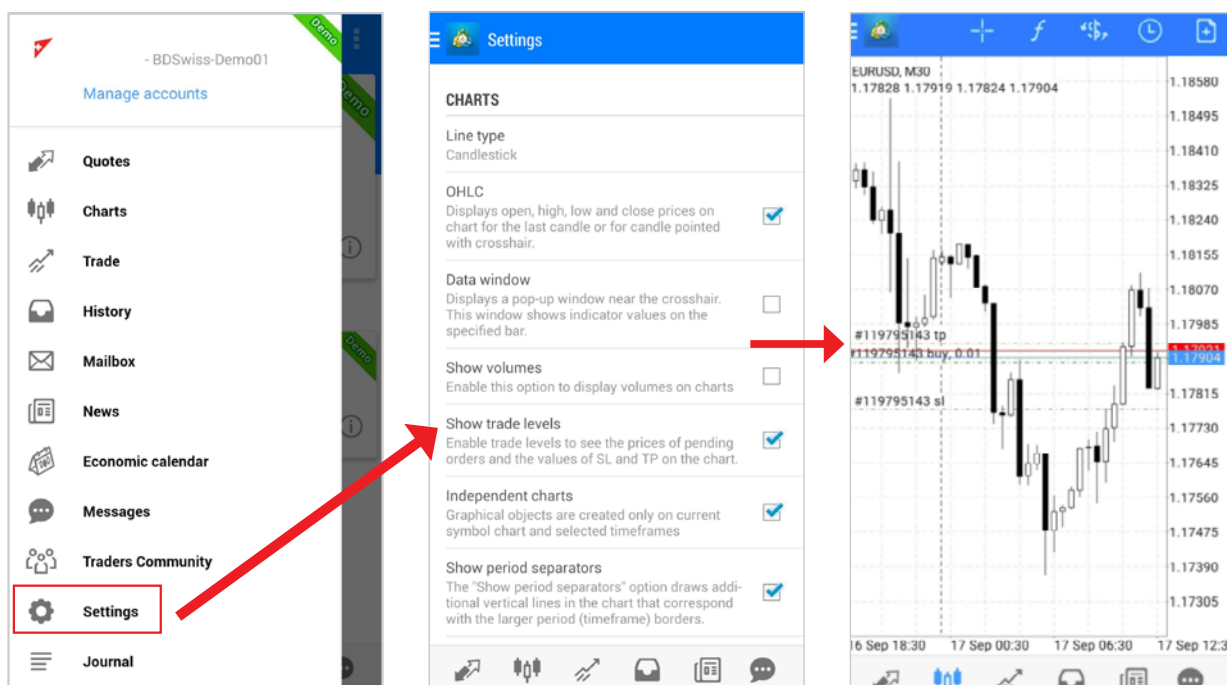 Demo
- BDSwiss-Demo01
Manage accounts
Demo
Quotes
Charts
Trade
History
Mailbox
Demo
News
Economic calendar
Messages
Traders Community
Settings
Journal
Settings
CHARTS
Line type
Candlestick
OHLC
Displays open, high, low and close prices on
chart for the last candle or for candle pointed
with crosshair.
Data window
Displays a pop-up window near the crosshair.
This window shows indicator values on the
specified bar.
Show volumes
Enable this option to display volumes on charts
Show trade levels
Enable trade levels to see the prices of pending
orders and the values of SL and TP on the chart.
Independent charts
Graphical objects are created only on current
symbol chart and selected timeframes
Show period separators
The "Show period separators" option draws addi-
tional vertical lines in the chart that correspond
with the larger period (timeframe) borders.
EURUSD, M30
1.17828 1.17919 1.17824 1.17904
1.18580
1.18495
1.18410
1.18325
1.18240
1.18155
1.18070
1.17985
#119795143 tp
#119795143 buy, 0.01
1.17921
1.17904
#119795143 sl
1.17815
1.17730
1.17645
1.17560
1.17475
1.17390
1.17305
16 Sep 18:30 17 Sep 00:30 17 Sep 06:30 17 Sep 12:3